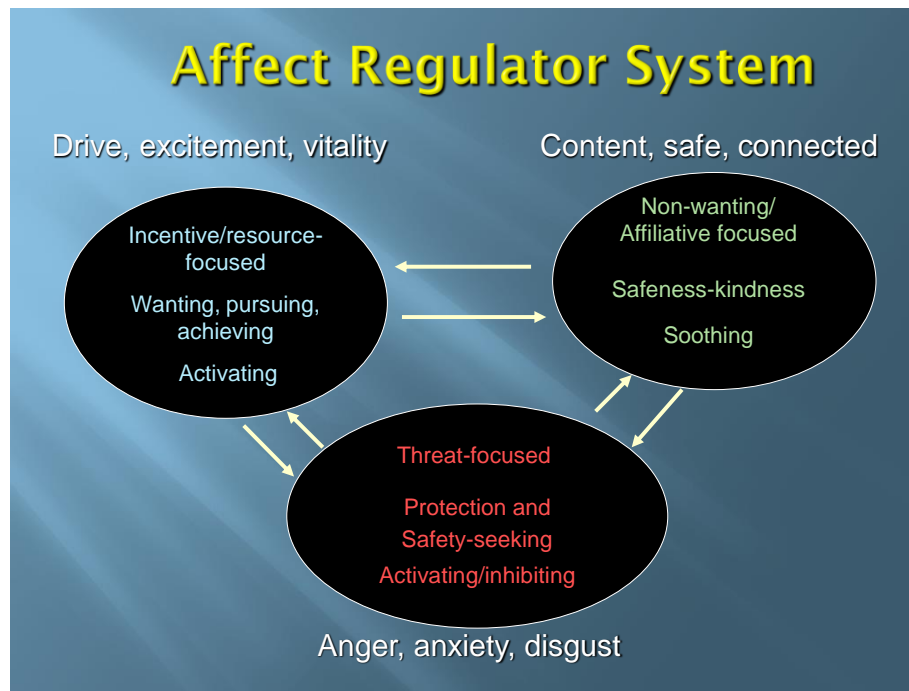 Affect Regulator System
Drive, excitement, vitality
Content, safe, connected
Incentive/resource-
focused
Wanting, pursuing,
achieving
Activating
Non-wanting/
Affiliative focused
Safeness-kindness
Soothing
Threat-focused
Protection and
Safety-seeking
Activating/inhibiting
Anger, anxiety, disgust